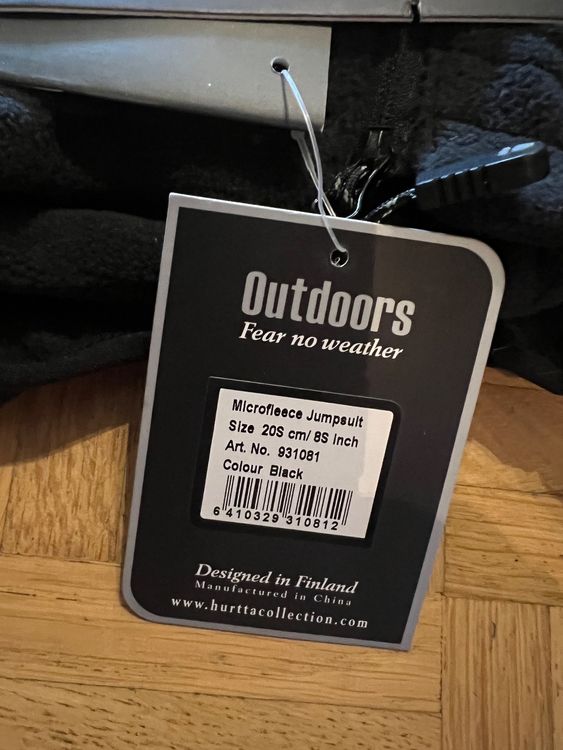 Outdoors
Fear no weather
Microfleece Jumpsuit
Size 20S cm/ 8S Inch
Art. No. 931081
Colour Black
6 410329 310812
Designed in Finland
Manufactured in China
www.hurttacollection.com